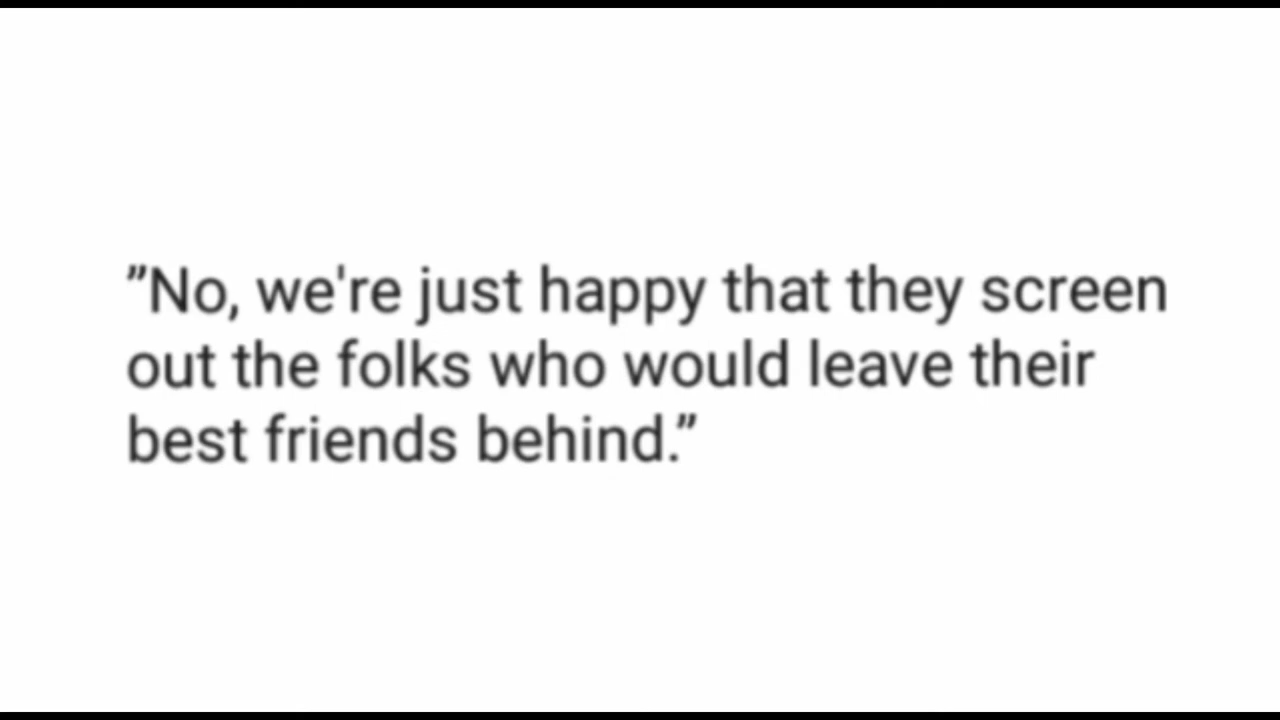 ”No, we're just happy that they screen
out the folks who would leave their
best friends behind.”